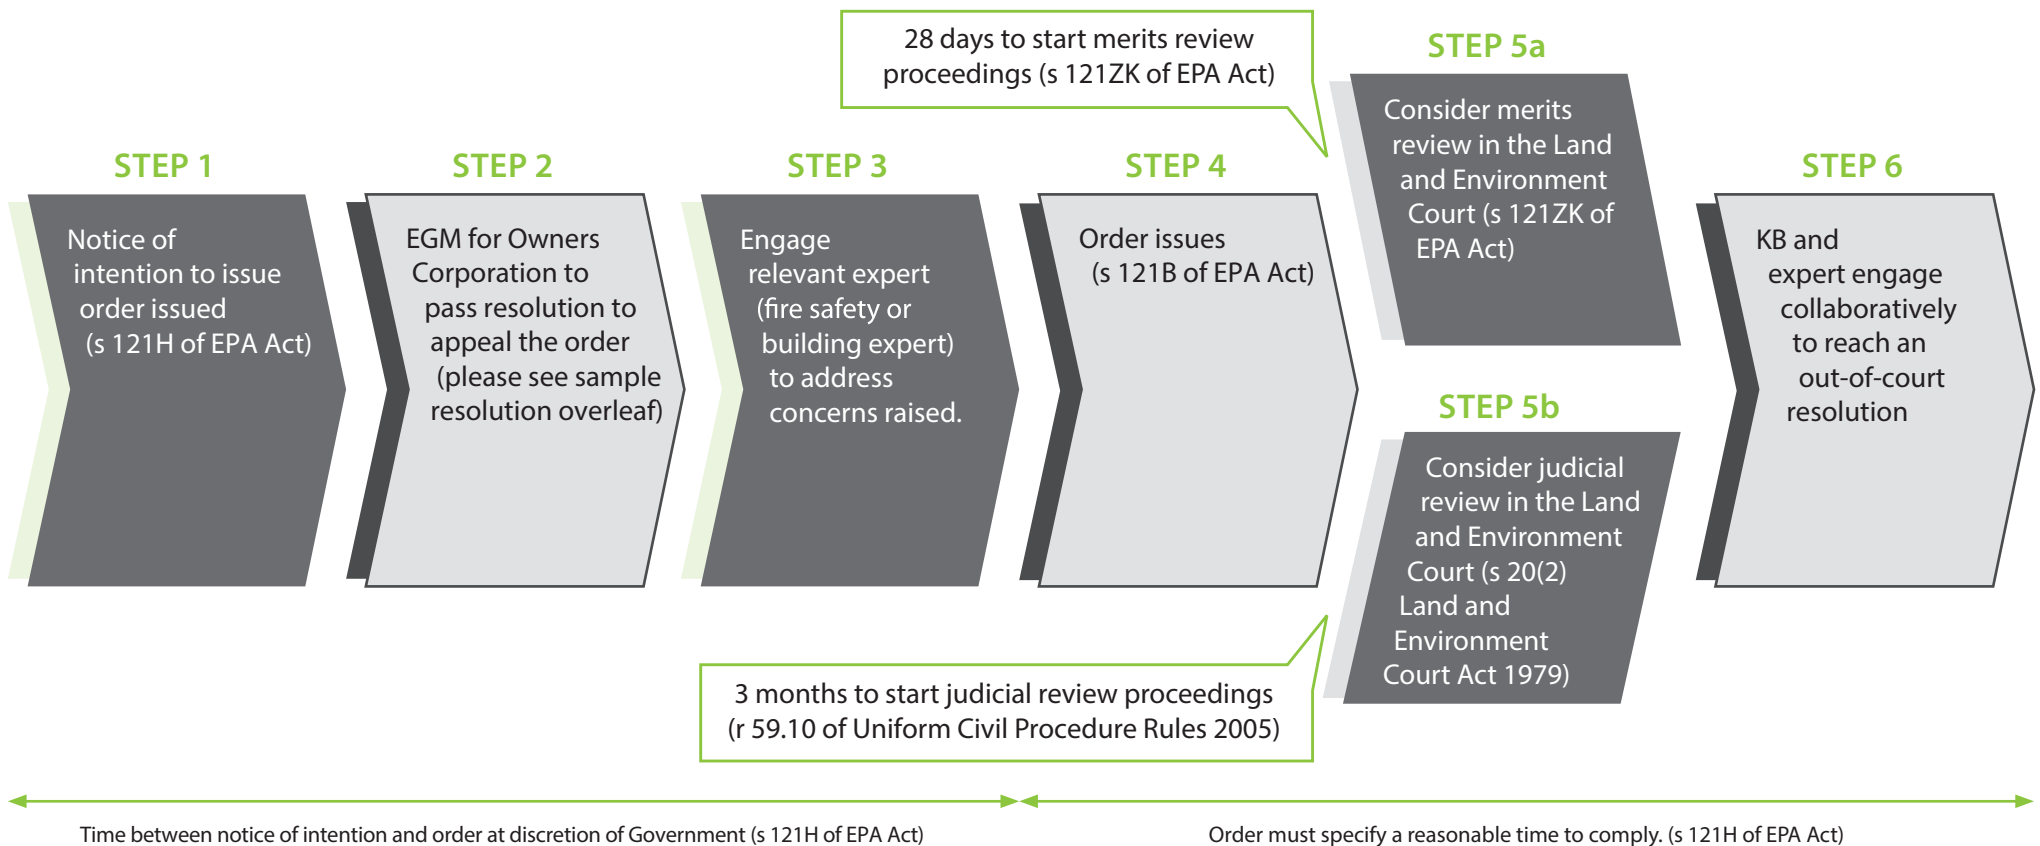 STEP 1
Notice of
intention to issue
order issued
(s 121H of EPA Act)
STEP 2
EGM for Owners
Corporation to
pass resolution to
appeal the order
(please see sample
resolution overleaf)
STEP 3
Engage
relevant expert
(fire safety or
building expert)
to address
concerns raised.
STEP 4
Order issues
(s 121B of EPA Act)
28 days to start merits review
proceedings (s 121ZK of EPA Act)
STEP 5a
Consider merits
review in the Land
and Environment
Court (s 121ZK of
EPA Act)
3 months to start judicial review proceedings
(r 59.10 of Uniform Civil Procedure Rules 2005)
STEP 5b
Consider judicial
review in the Land
and Environment
Court (s 20(2)
Land and
Environment
Court Act 1979)
STEP 6
KB and
expert engage
collaboratively
to reach an
out-of-court
resolution
Time between notice of intention and order at discretion of Government (s 121H of EPA Act)
Order must specify a reasonable time to comply. (s 121H of EPA Act)